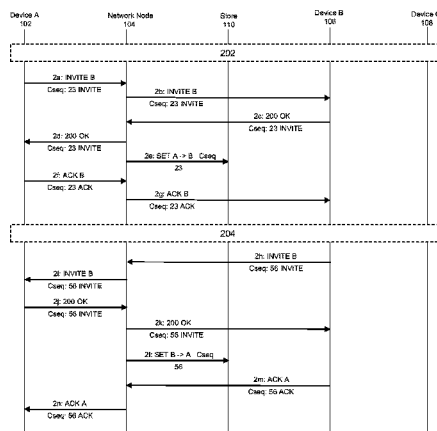 Device A
102
Network Node
104
Store
110
Device B
108
Device C
106
202
2a: INVITE B
Cseq: 23 INVITE
2b: INVITE B
Cseq: 23 INVITE
2c: 200 OK
Cseq: 23 INVITE
2d: 200 OK
Cseq: 23 INVITE
2e: SET A -> B Cseq
23
2f: ACK B
Cseq: 23 ACK
2g: ACK B
Cseq: 23 ACK
204
2h: INVITE B
Cseq: 56 INVITE
2i: INVITE B
Cseq: 56 INVITE
2j: 200 OK
Cseq: 56 INVITE
2k: 200 OK
Cseq: 56 INVITE
2l: SET B -> A Cseq
56
2m: ACK A
Cseq: 56 ACK
2n: ACK A
Cseq: 56 ACK